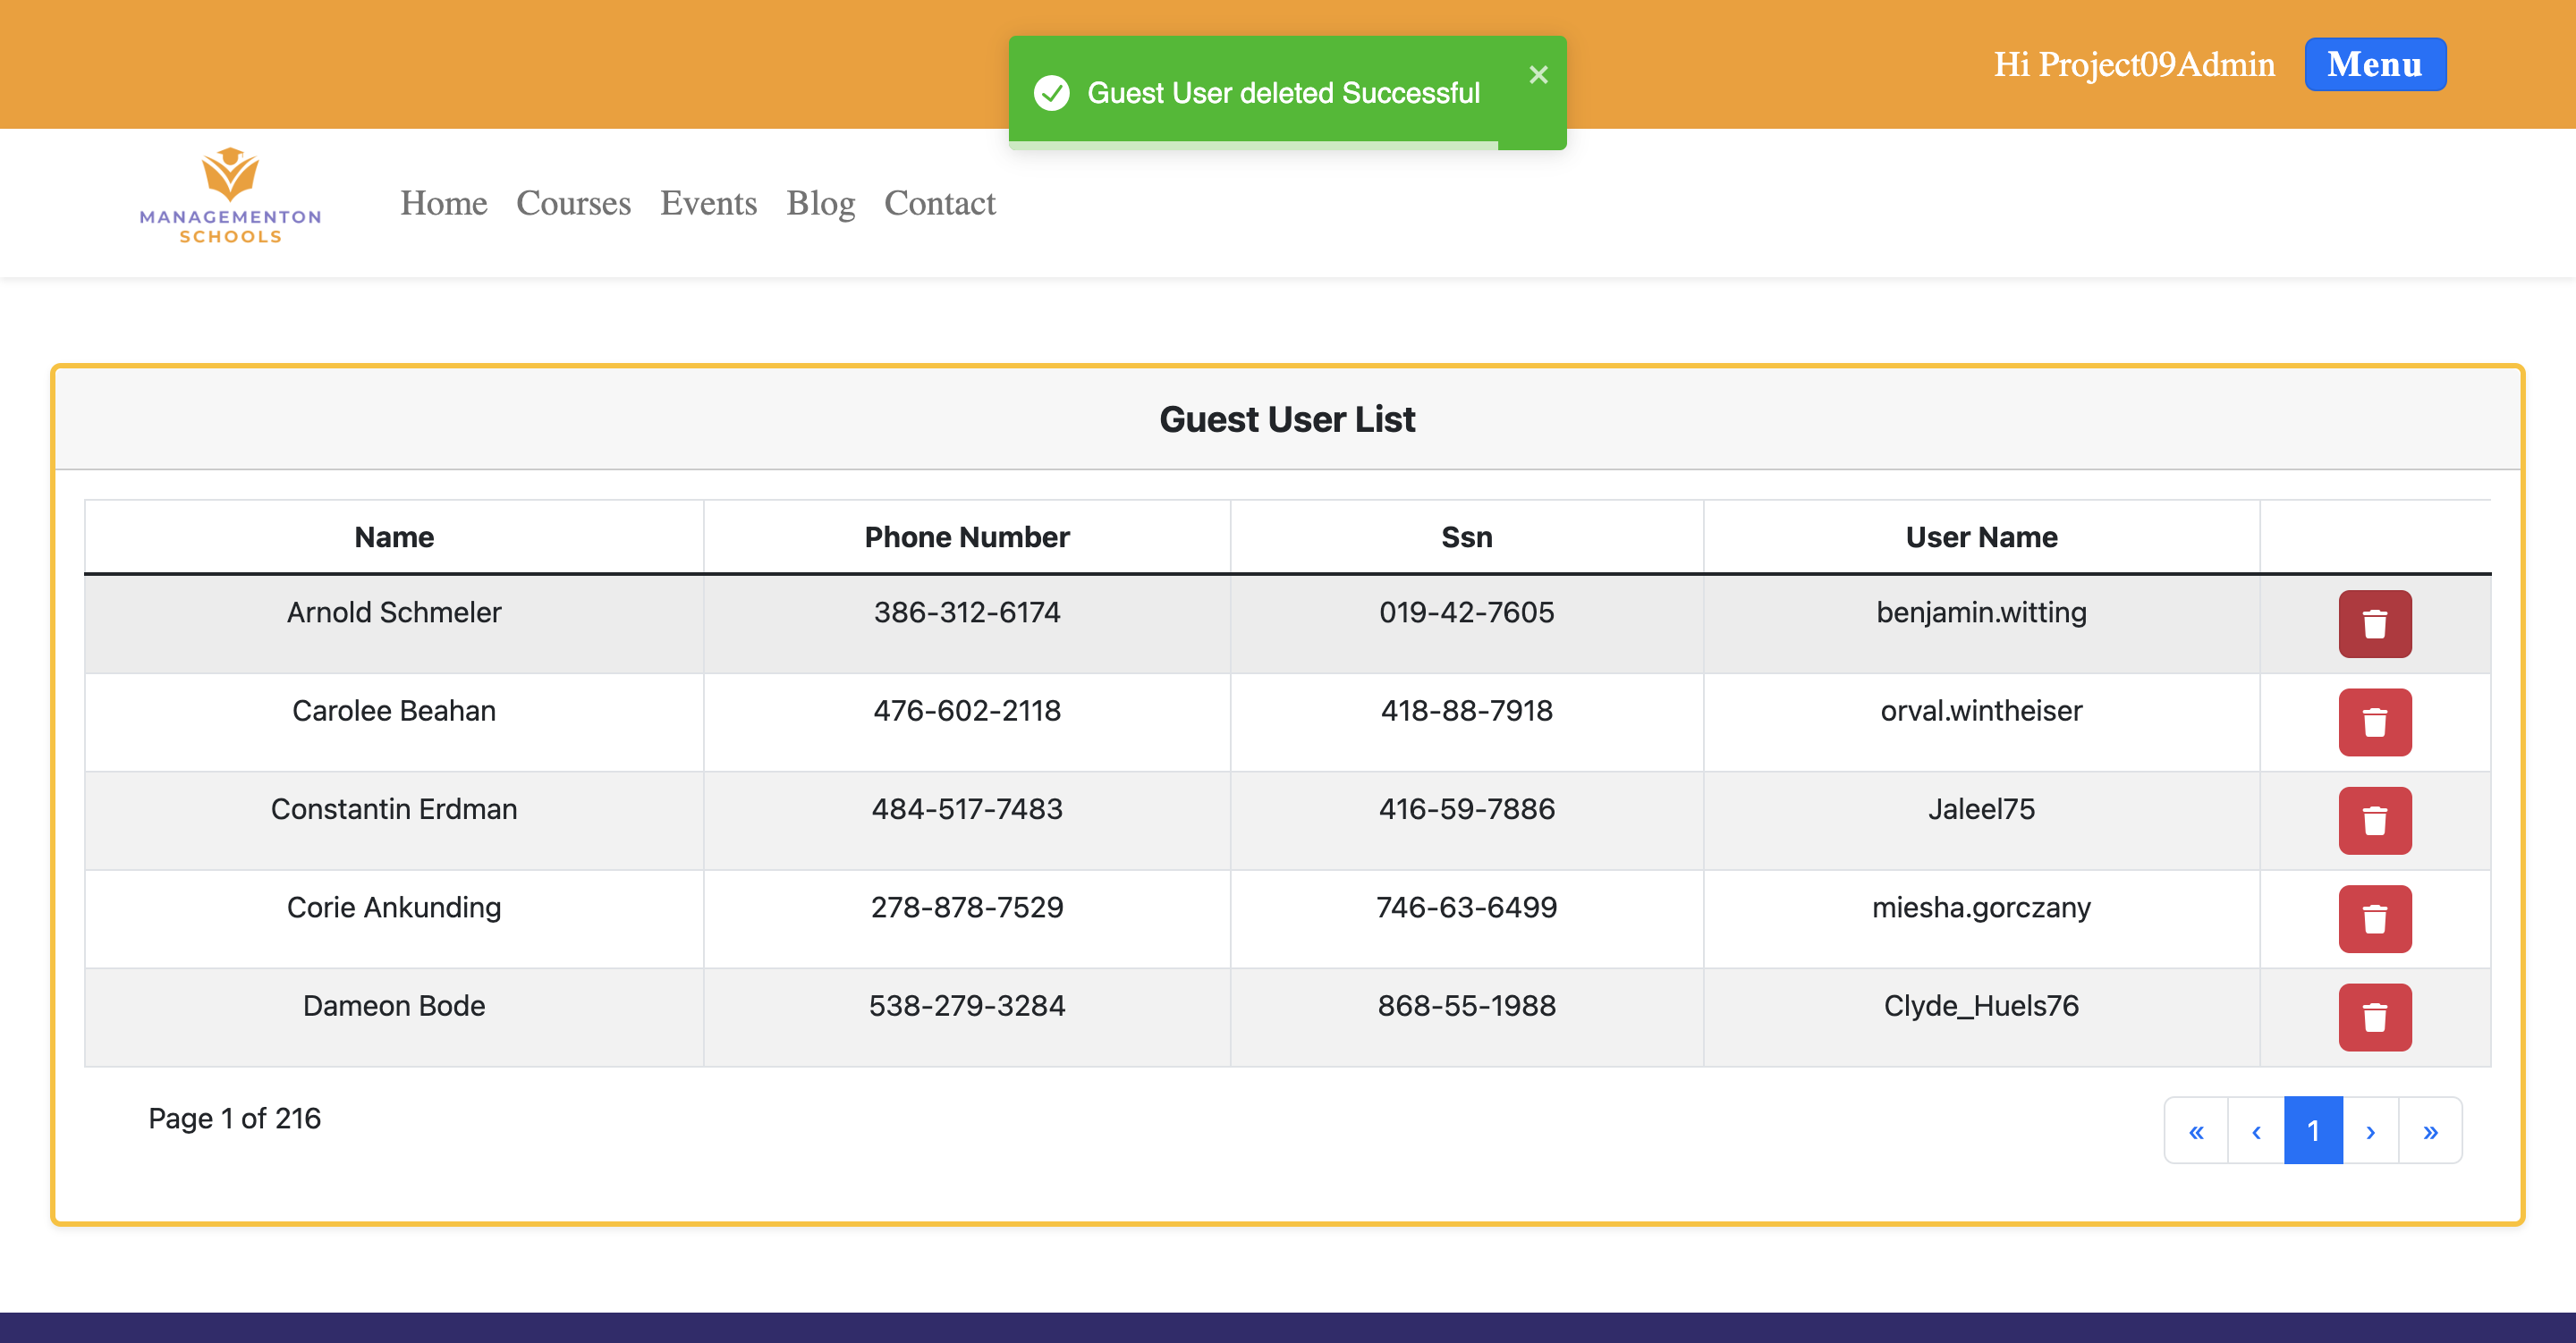 Guest User deleted Successful
Hi Project09Admin Menu
MANAGEMENTON
SCHOOLS
Home Courses Events Blog Contact
Guest User List
Name Phone Number Ssn User Name
Arnold Schmeler 386-312-6174 019-42-7605 benjamin.witting
Carolee Beahan 476-602-2118 418-88-7918 orval.wintheiser
Constantin Erdman 484-517-7483 416-59-7886 Jaleel75
Corie Ankunding 278-878-7529 746-63-6499 miesha.gorczany
Dameon Bode 538-279-3284 868-55-1988 Clyde_Huels76
Page 1 of 216
« ‹ 1 › »